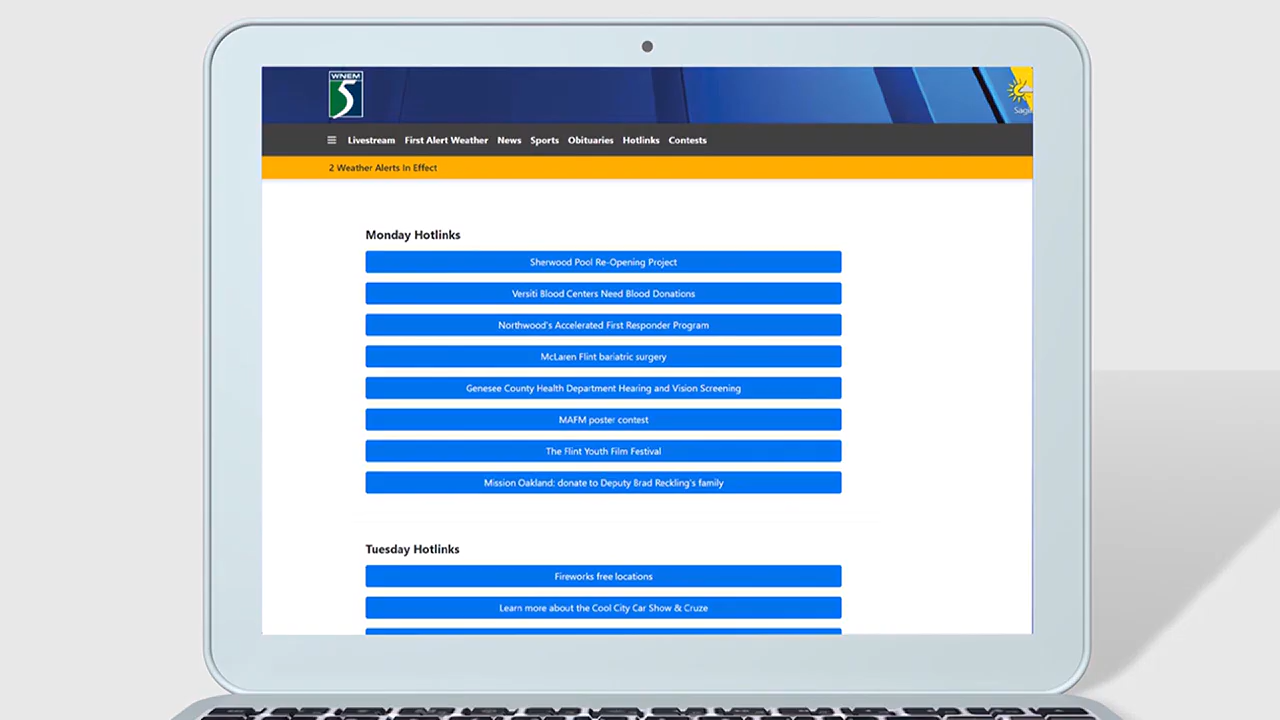 WNEM
5
Livestream First Alert Weather News Sports Obituaries Hotlinks Contests
2 Weather Alerts In Effect
Monday Hotlinks
Sherwood Pool Re-Opening Project
Versiti Blood Centers Need Blood Donations
Northwood's Accelerated First Responder Program
McLaren Flint bariatric surgery
Genesee County Health Department Hearing and Vision Screening
MAFM poster contest
The Flint Youth Film Festival
Mission Oakland: donate to Deputy Brad Reckling's family
Tuesday Hotlinks
Fireworks free locations
Learn more about the Cool City Car Show & Cruze